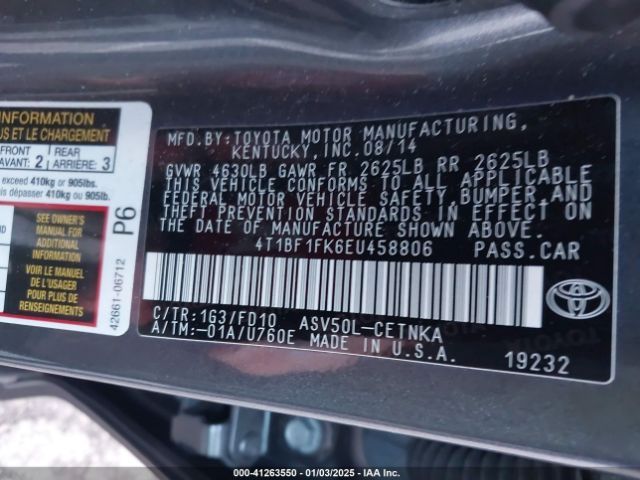 INFORMATION
US ET LE CHARGEMENT
FRONT
AVANT: 2
REAR
ARRIÈRE: 3
exceed 410kg or 905lbs.
dépasser 410kg ou 905lb.
SEE OWNER'S
MANUAL FOR
ADDITIONAL
INFORMATION
VOIR LE MANUEL
DE L'USAGER
POUR PLUS DE
RENSEIGNEMENTS
P6
42661-06712
MFD.BY:TOYOTA MOTOR MANUFACTURING,
KENTUCKY, INC. 08/14
GVWR 4630LB GAWR FR 2625LB RR 2625LB
THIS VEHICLE CONFORMS TO ALL APPLICABLE
FEDERAL MOTOR VEHICLE SAFETY, BUMPER, AND
THEFT PREVENTION STANDARDS IN EFFECT ON
THE DATE OF MANUFACTURE SHOWN ABOVE.
4T1BF1FK6EU458806 PASS.CAR
C/TR:1G3/FD10 ASV50L-CETNKA
A/TM:-01A/U760E MADE IN U.S.A.
19232
TOYOTA
000-41263550 - 01/03/2025 - IAA Inc.